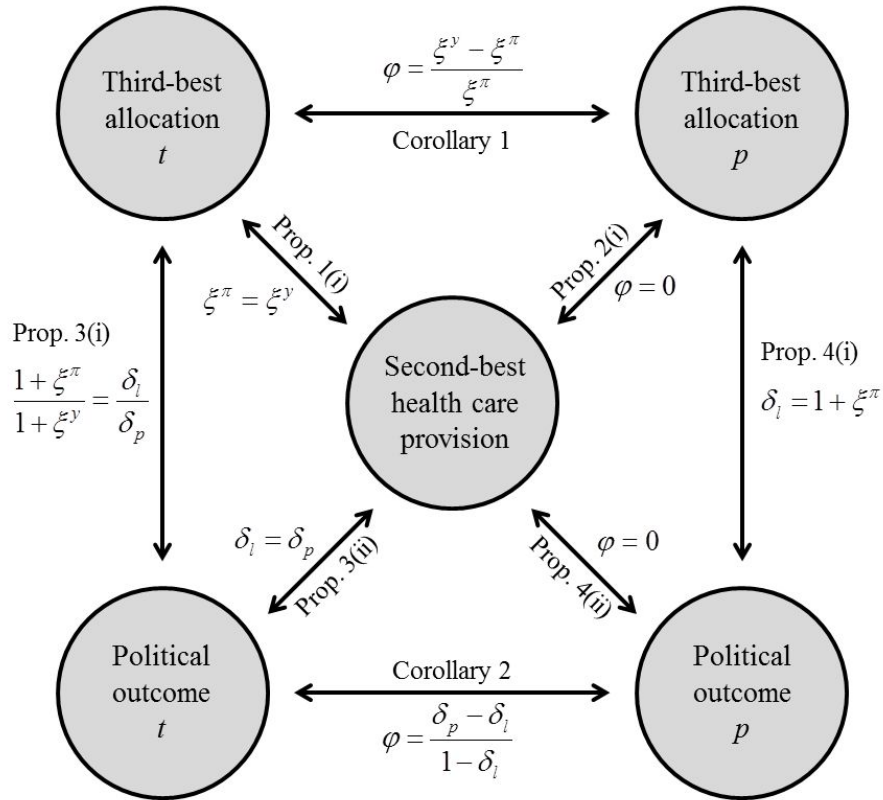 Third-best
allocation
t
φ = (ξ^y − ξ^π) / ξ^π
Corollary 1
Third-best
allocation
p
Prop. 1(i)
ξ^π = ξ^y
Prop. 2(i)
φ = 0
Prop. 3(i)
(1 + ξ^π) / (1 + ξ^y) = δ_l / δ_p
Second-best
health care
provision
Prop. 4(i)
δ_l = 1 + ξ^π
δ_l = δ_p
Prop. 3(ii)
φ = 0
Prop. 4(ii)
Political
outcome
t
Corollary 2
φ = (δ_p − δ_l) / (1 − δ_l)
Political
outcome
p